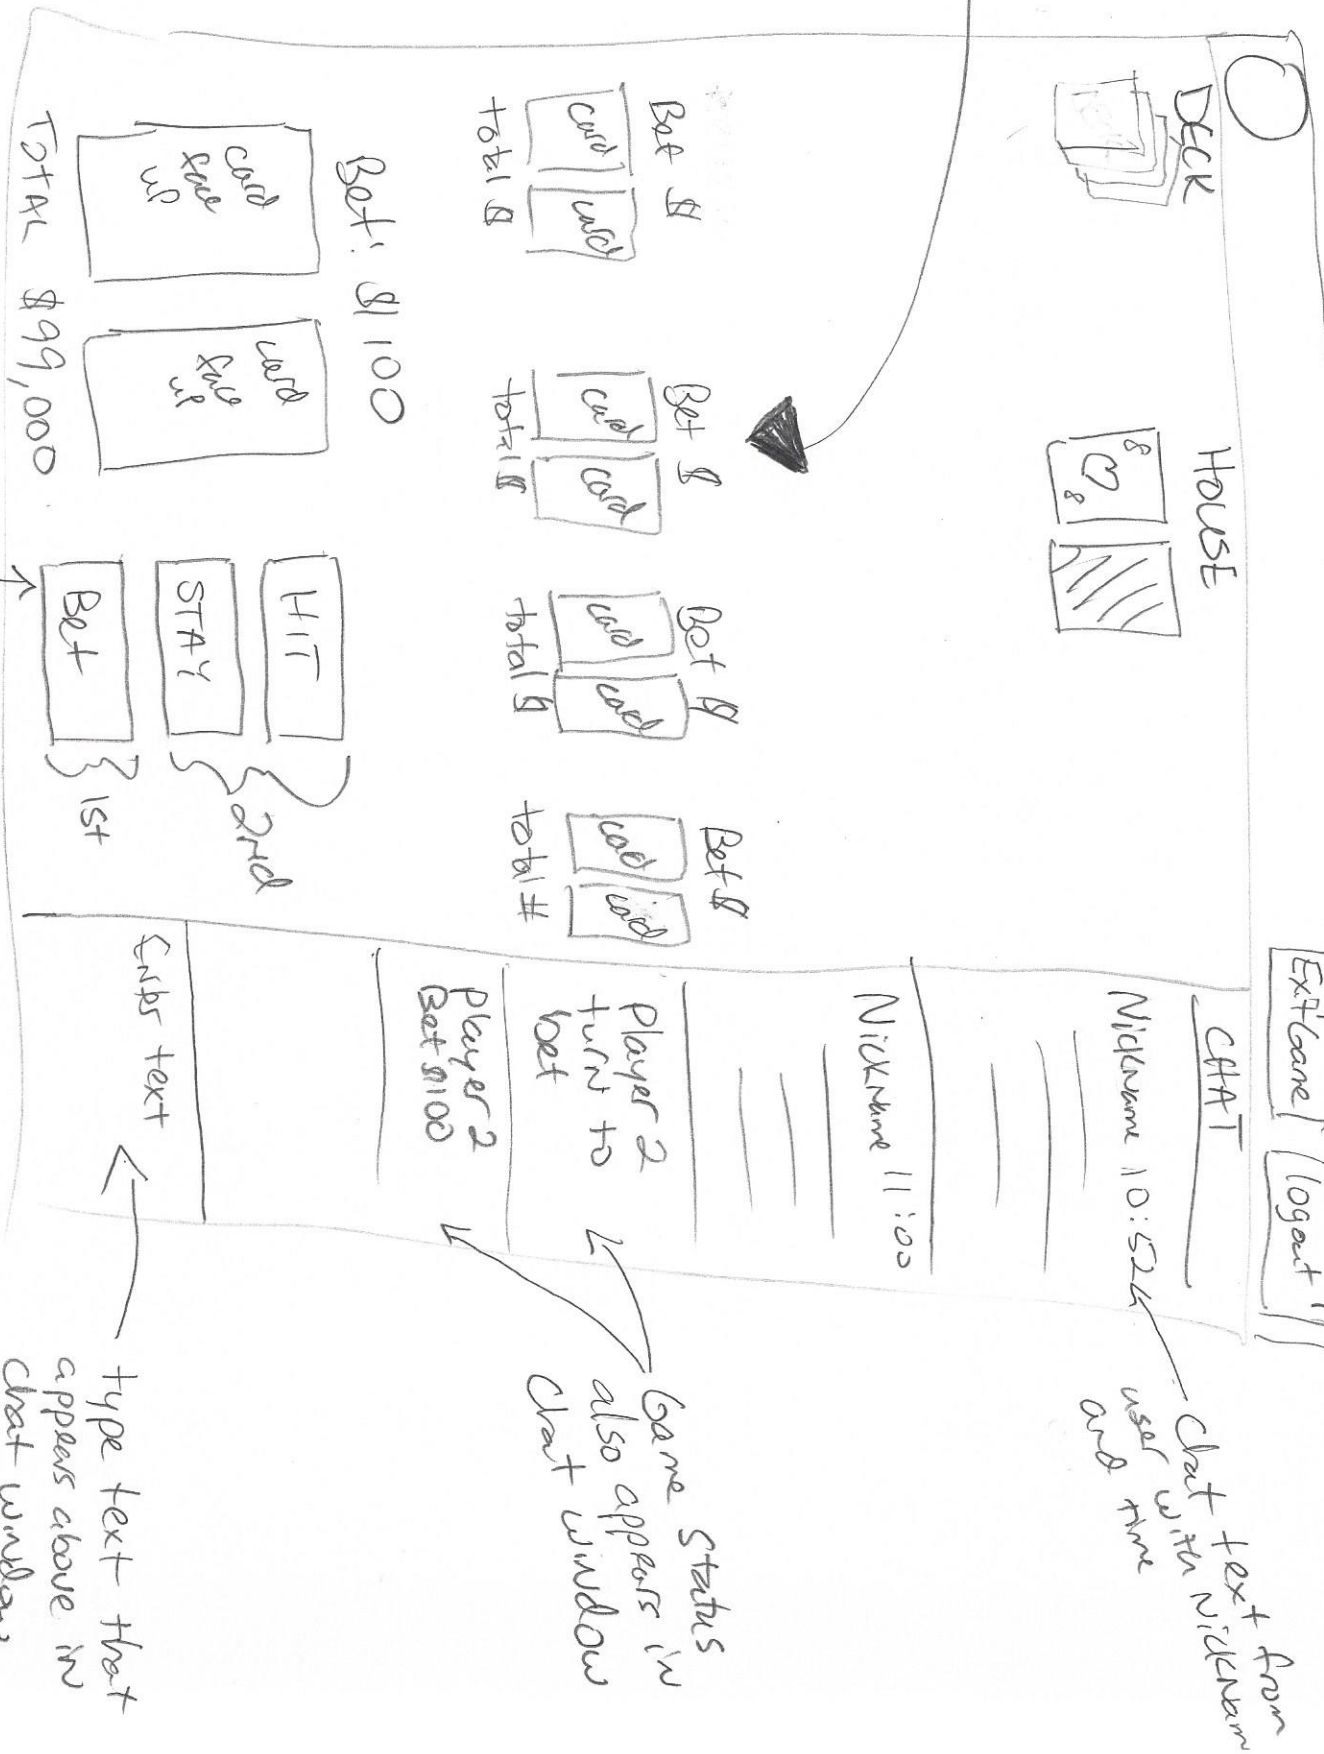 Exit Game
logout
DECK
HOUSE
CHAT
8
8
Nickname 10:52
Chat text from
user with Nicknam
and time
Nickname 11:00
Bet $
card card
total $
Bet $
card card
total $
Bet $
card card
total $
Bet $
card card
total #
Player 2
turn to
bet
Player 2
Bet $100
Game Status
also appears in
Chat window
Bet: $100
card
face
up
card
face
up
TOTAL $99,000
HIT
STAY
2nd
Bet
1st
Enter text
type text that
appears above in
chat window